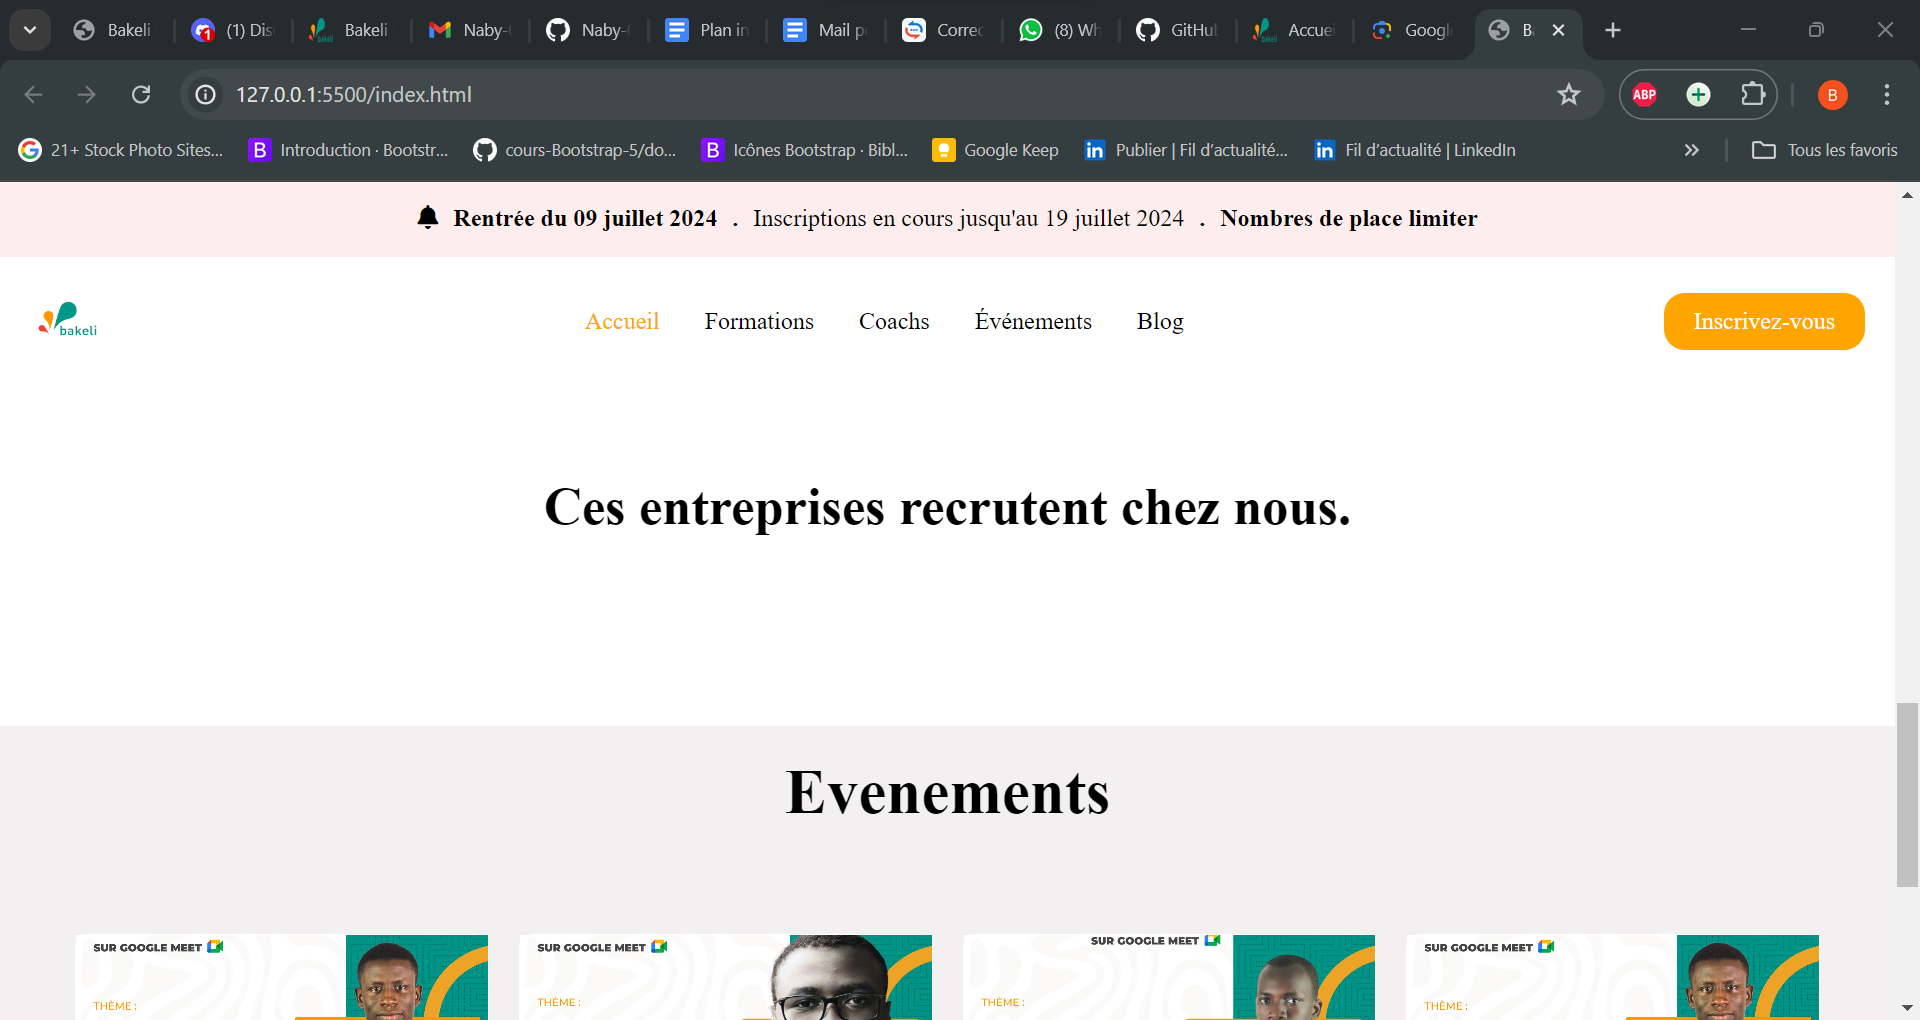 Bakeli
(1) Dis
Bakeli
Naby-
Naby-
Plan in
Mail p
Correc
(8) Wh
GitHu
Accuei
Googl
B
127.0.0.1:5500/index.html
ABP
B
21+ Stock Photo Sites...
B Introduction · Bootstr...
cours-Bootstrap-5/do...
B Icônes Bootstrap · Bibl...
Google Keep
in Publier | Fil d'actualité...
in Fil d'actualité | LinkedIn
Tous les favoris
Rentrée du 09 juillet 2024 . Inscriptions en cours jusqu'au 19 juillet 2024 . Nombres de place limiter
bakeli
Accueil
Formations
Coachs
Événements
Blog
Inscrivez-vous
Ces entreprises recrutent chez nous.
Evenements
SUR GOOGLE MEET
THÈME :
SUR GOOGLE MEET
THÈME :
SUR GOOGLE MEET
THÈME :
SUR GOOGLE MEET
THÈME :